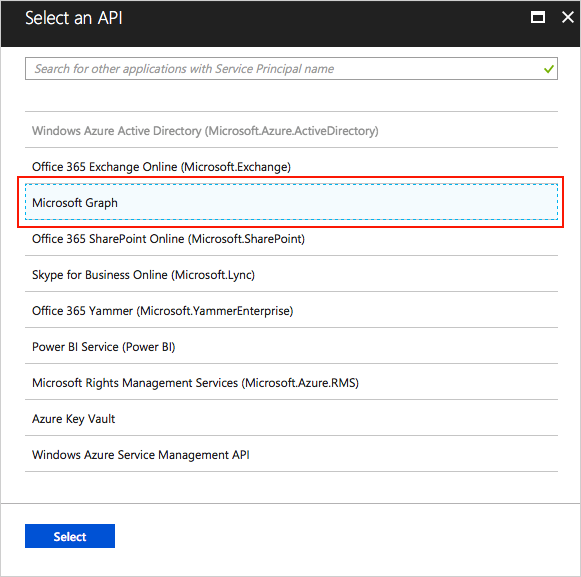 Select an API
Search for other applications with Service Principal name
Windows Azure Active Directory (Microsoft.Azure.ActiveDirectory)
Office 365 Exchange Online (Microsoft.Exchange)
Microsoft Graph
Office 365 SharePoint Online (Microsoft.SharePoint)
Skype for Business Online (Microsoft.Lync)
Office 365 Yammer (Microsoft.YammerEnterprise)
Power BI Service (Power BI)
Microsoft Rights Management Services (Microsoft.Azure.RMS)
Azure Key Vault
Windows Azure Service Management API
Select